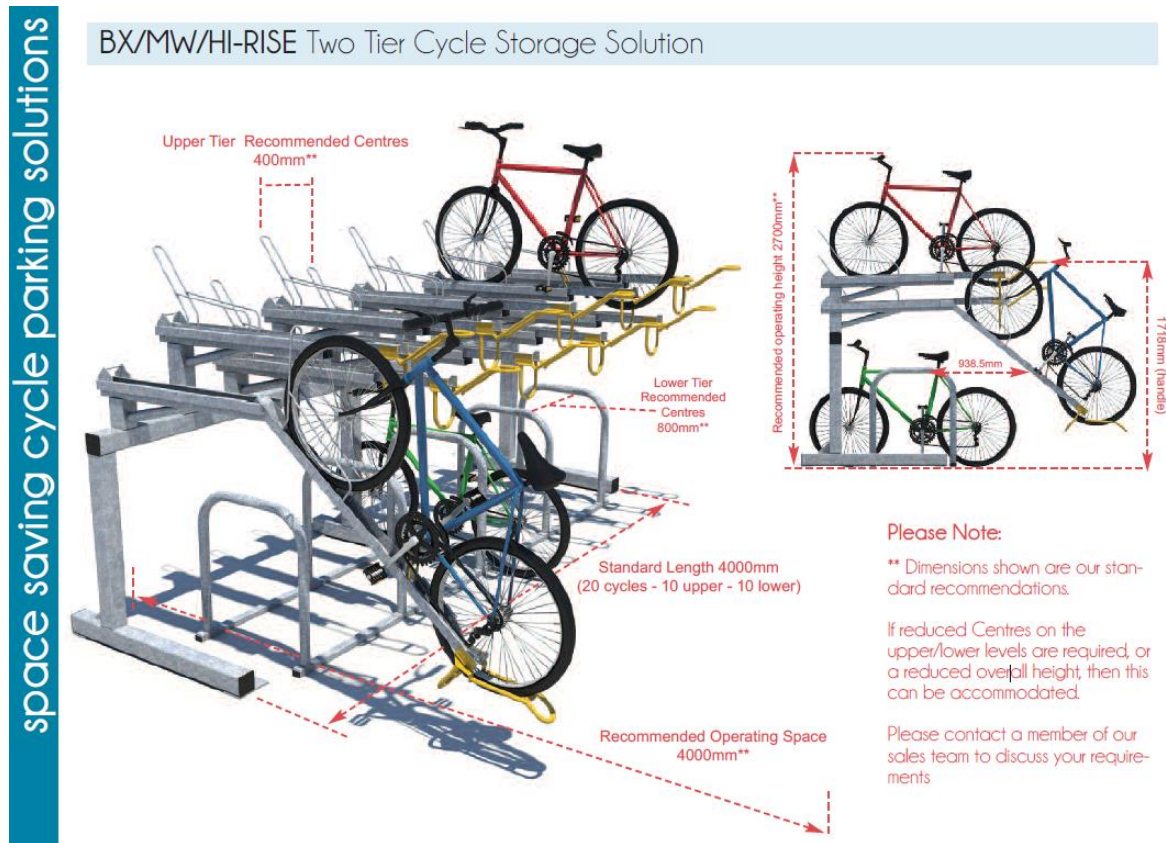 space saving cycle parking solutions
BX/MW/HI-RISE Two Tier Cycle Storage Solution
Upper Tier Recommended Centres
400mm**
Lower Tier
Recommended
Centres
800mm**
Standard Length 4000mm
(20 cycles - 10 upper - 10 lower)
Recommended Operating Space
4000mm**
Recommended operating height 2700mm**
938.5mm
1718mm (handle)
Please Note:
** Dimensions shown are our stan-
dard recommendations.
If reduced Centres on the
upper/lower levels are required, or
a reduced overall height, then this
can be accommodated.
Please contact a member of our
sales team to discuss your require-
ments